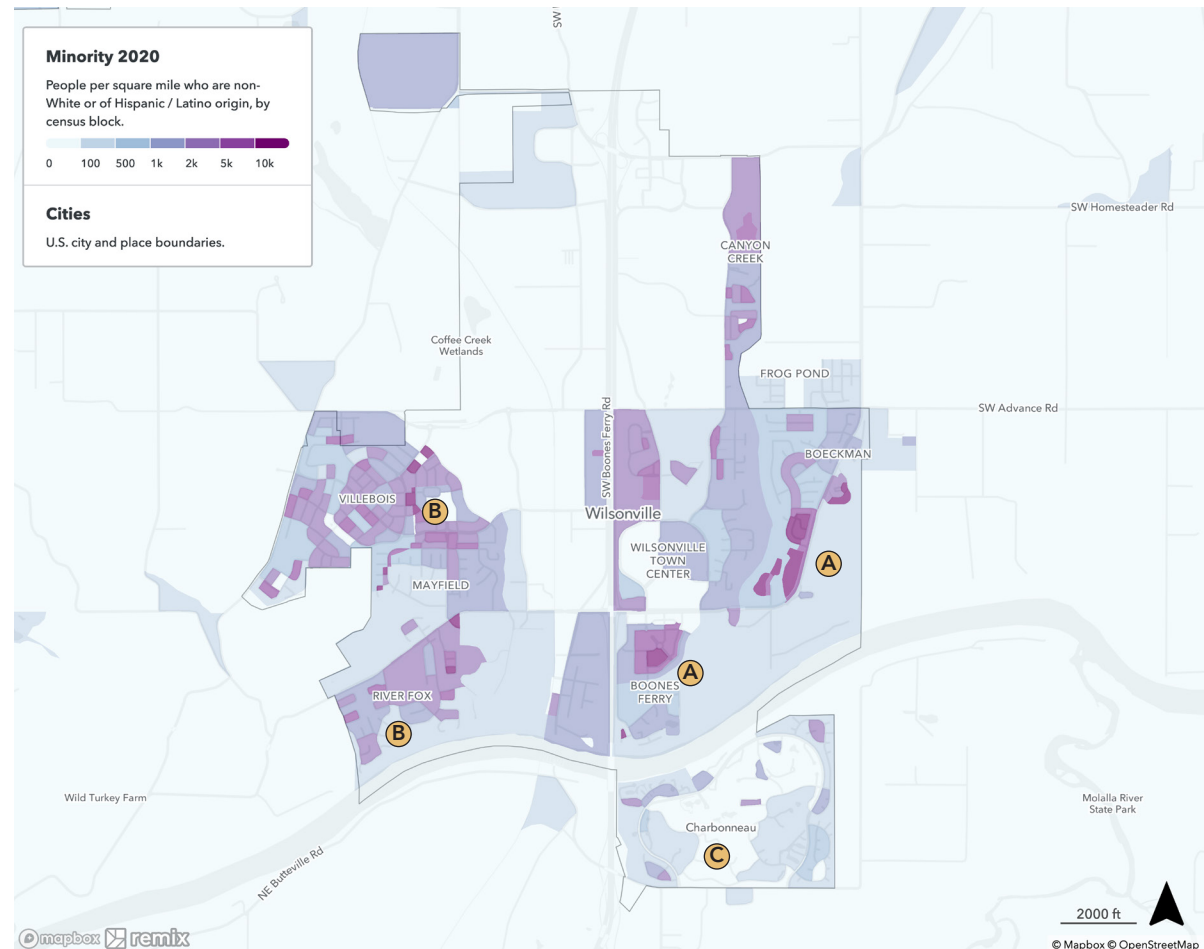 Minority 2020
People per square mile who are non-
White or of Hispanic / Latino origin, by
census block.
0 100 500 1k 2k 5k 10k
Cities
U.S. city and place boundaries.
SW
SW Homesteader Rd
CANYON
CREEK
Coffee Creek
Wetlands
FROG POND
SW Advance Rd
SW Boones Ferry Rd
BOECKMAN
VILLEBOIS
B
Wilsonville
WILSONVILLE
TOWN
CENTER
A
MAYFIELD
A
BOONES
FERRY
RIVER FOX
B
Wild Turkey Farm
Molalla River
State Park
Charbonneau
C
NE Butteville Rd
2000 ft
mapbox remix
© Mapbox © OpenStreetMap